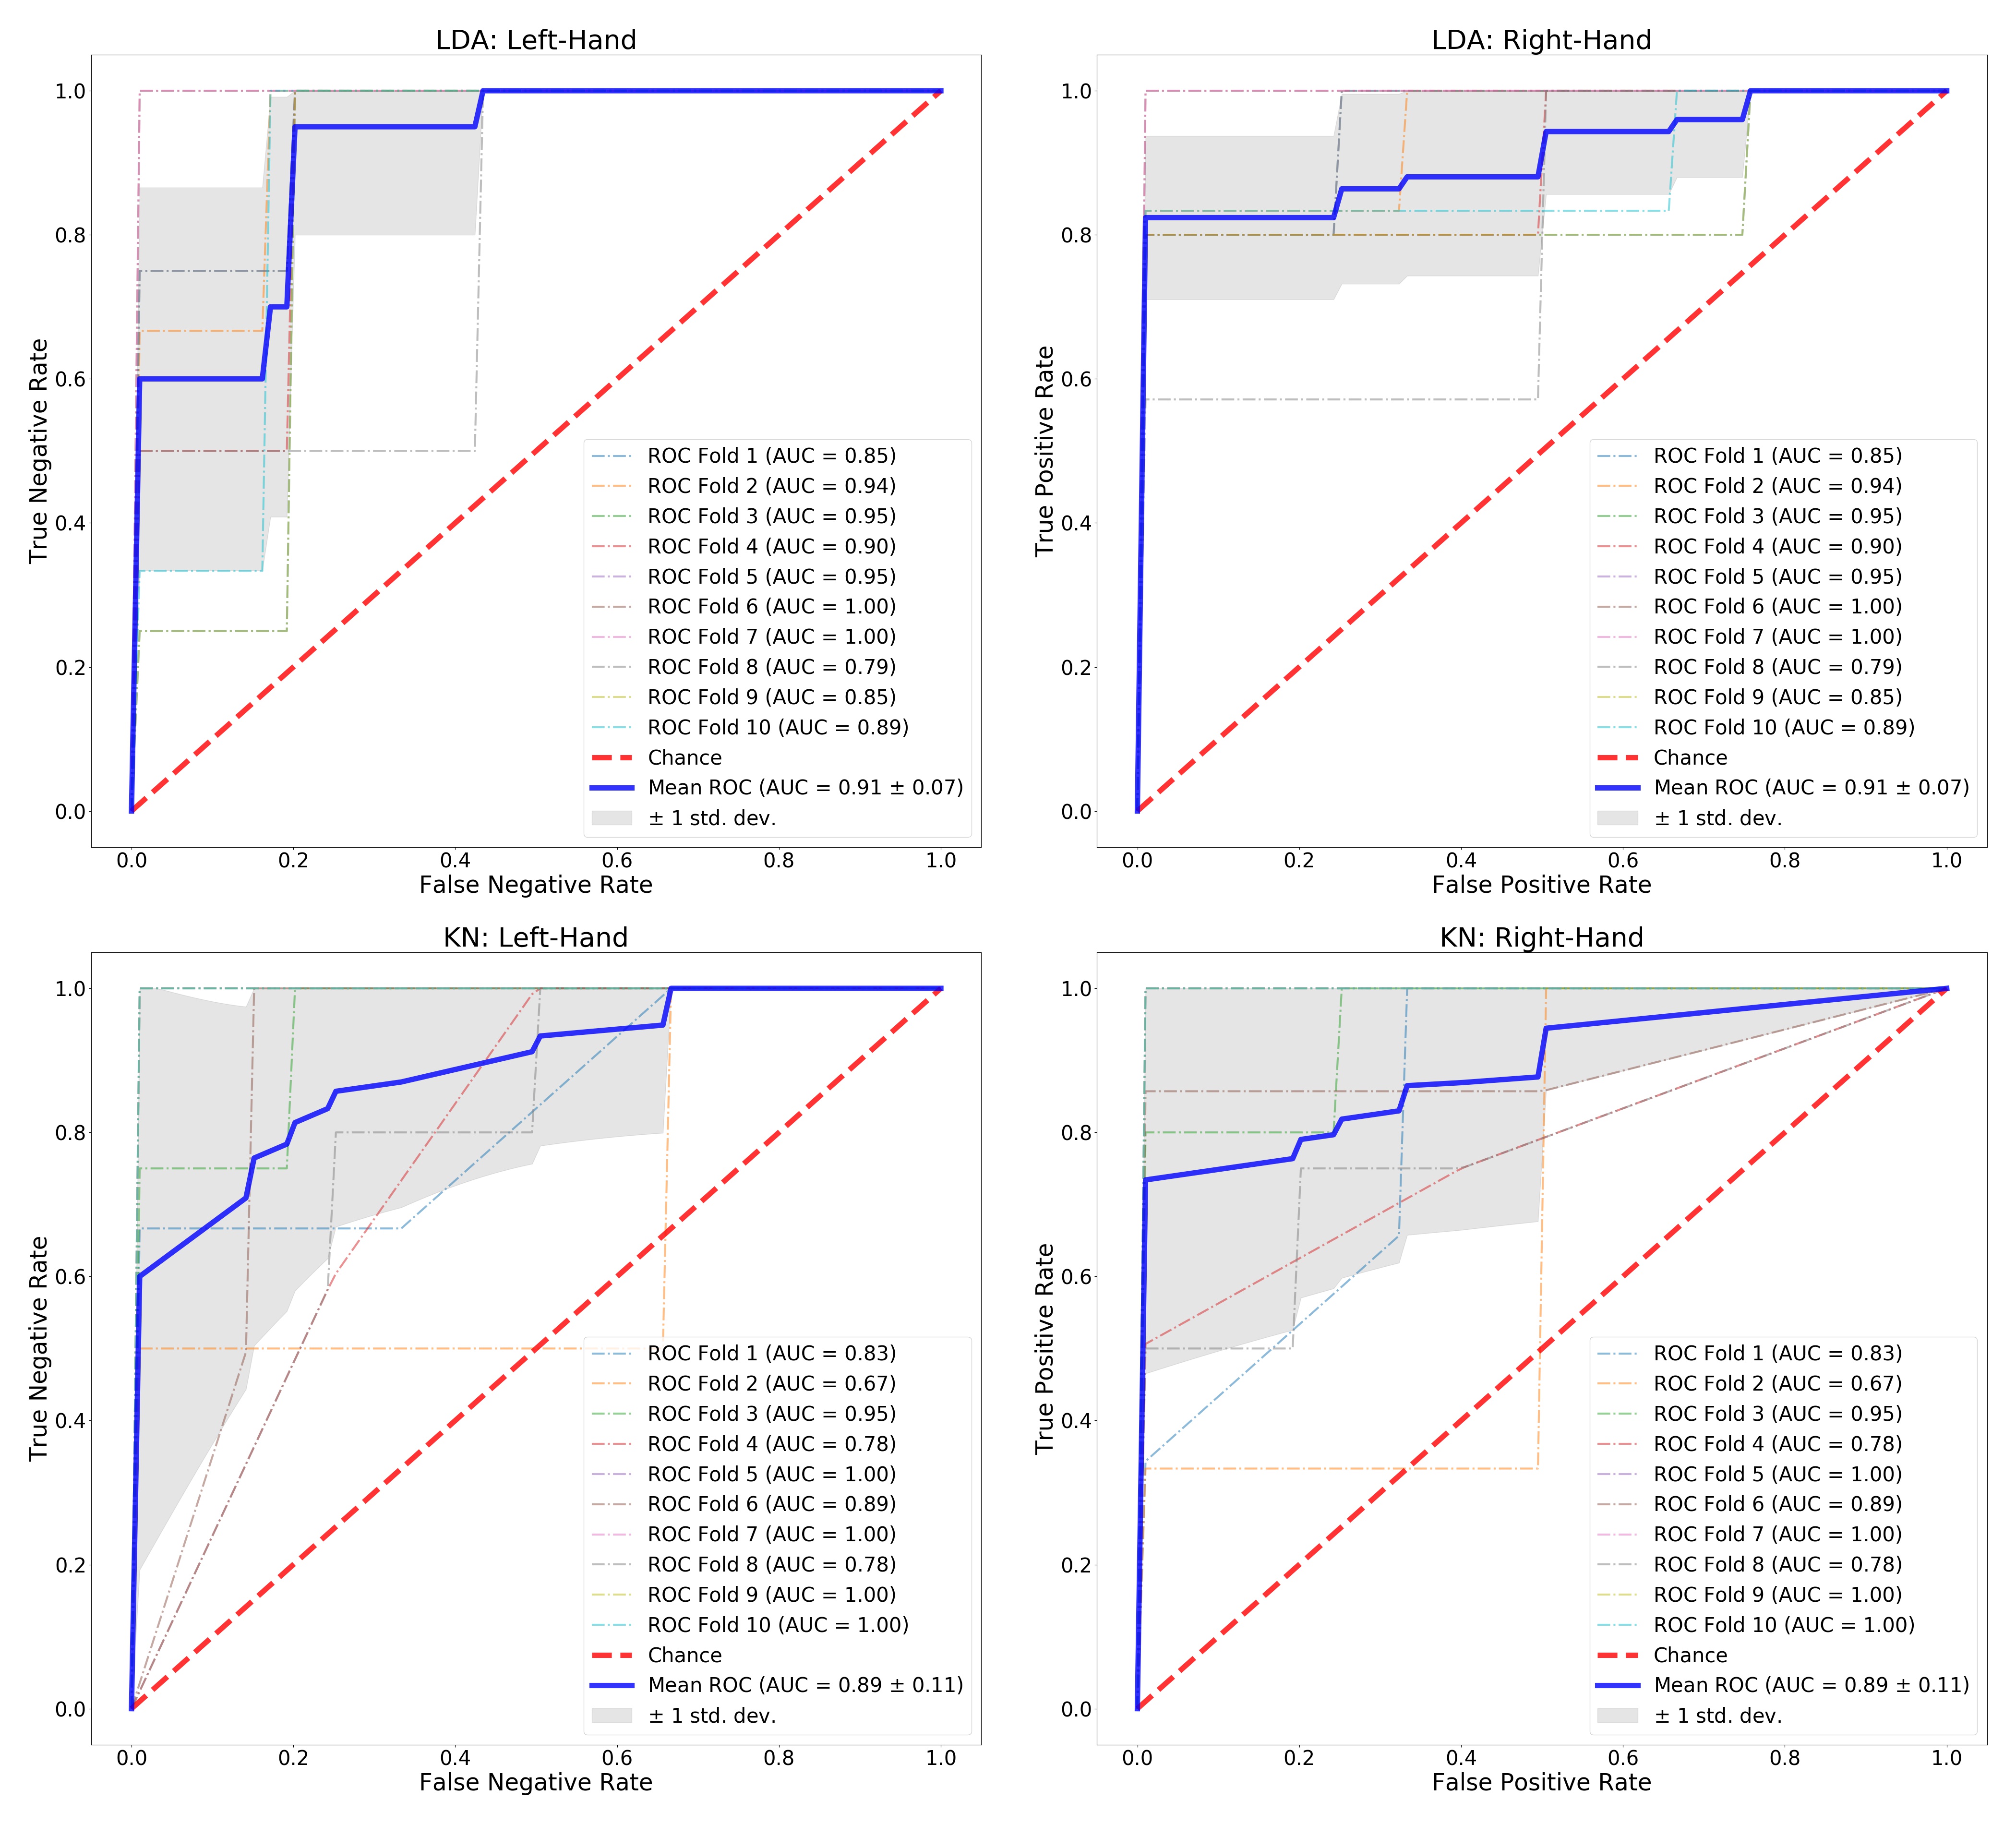 LDA: Left-Hand
1.0
0.8
0.6
0.4
0.2
0.0
True Negative Rate
0.0 0.2 0.4 0.6 0.8 1.0
False Negative Rate
ROC Fold 1 (AUC = 0.85)
ROC Fold 2 (AUC = 0.94)
ROC Fold 3 (AUC = 0.95)
ROC Fold 4 (AUC = 0.90)
ROC Fold 5 (AUC = 0.95)
ROC Fold 6 (AUC = 1.00)
ROC Fold 7 (AUC = 1.00)
ROC Fold 8 (AUC = 0.79)
ROC Fold 9 (AUC = 0.85)
ROC Fold 10 (AUC = 0.89)
Chance
Mean ROC (AUC = 0.91 ± 0.07)
± 1 std. dev.
LDA: Right-Hand
1.0
0.8
0.6
0.4
0.2
0.0
True Positive Rate
0.0 0.2 0.4 0.6 0.8 1.0
False Positive Rate
ROC Fold 1 (AUC = 0.85)
ROC Fold 2 (AUC = 0.94)
ROC Fold 3 (AUC = 0.95)
ROC Fold 4 (AUC = 0.90)
ROC Fold 5 (AUC = 0.95)
ROC Fold 6 (AUC = 1.00)
ROC Fold 7 (AUC = 1.00)
ROC Fold 8 (AUC = 0.79)
ROC Fold 9 (AUC = 0.85)
ROC Fold 10 (AUC = 0.89)
Chance
Mean ROC (AUC = 0.91 ± 0.07)
± 1 std. dev.
KN: Left-Hand
1.0
0.8
0.6
0.4
0.2
0.0
True Negative Rate
0.0 0.2 0.4 0.6 0.8 1.0
False Negative Rate
ROC Fold 1 (AUC = 0.83)
ROC Fold 2 (AUC = 0.67)
ROC Fold 3 (AUC = 0.95)
ROC Fold 4 (AUC = 0.78)
ROC Fold 5 (AUC = 1.00)
ROC Fold 6 (AUC = 0.89)
ROC Fold 7 (AUC = 1.00)
ROC Fold 8 (AUC = 0.78)
ROC Fold 9 (AUC = 1.00)
ROC Fold 10 (AUC = 1.00)
Chance
Mean ROC (AUC = 0.89 ± 0.11)
± 1 std. dev.
KN: Right-Hand
1.0
0.8
0.6
0.4
0.2
0.0
True Positive Rate
0.0 0.2 0.4 0.6 0.8 1.0
False Positive Rate
ROC Fold 1 (AUC = 0.83)
ROC Fold 2 (AUC = 0.67)
ROC Fold 3 (AUC = 0.95)
ROC Fold 4 (AUC = 0.78)
ROC Fold 5 (AUC = 1.00)
ROC Fold 6 (AUC = 0.89)
ROC Fold 7 (AUC = 1.00)
ROC Fold 8 (AUC = 0.78)
ROC Fold 9 (AUC = 1.00)
ROC Fold 10 (AUC = 1.00)
Chance
Mean ROC (AUC = 0.89 ± 0.11)
± 1 std. dev.